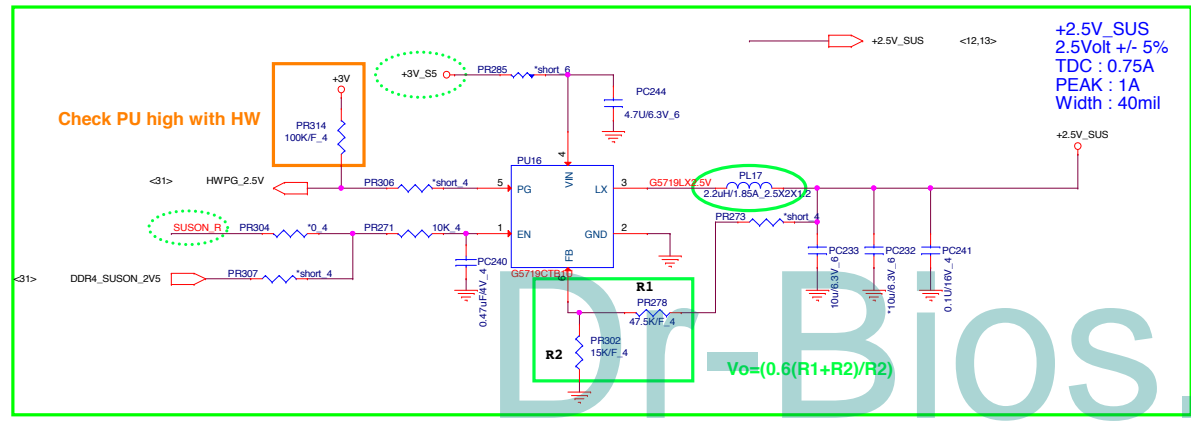 +2.5V_SUS
2.5Volt +/- 5%
TDC : 0.75A
PEAK : 1A
Width : 40mil
+2.5V_SUS
<12,13>
+3V
+3V_S5
PR285
*short_6
PC244
4.7U/6.3V_6
Check PU high with HW
PR314
100K/F_4
+2.5V_SUS
PU16
<31>
HWPG_2.5V
PR306
*short_4
5
PG
4
VIN
LX
3
G5719LX2.5V
PL17
2.2uH/1.85A_2.5X2X1.2
SUSON_R
PR304
*0_4
PR271
10K_4
1
EN
GND
2
PR273
*short_4
<31>
DDR4_SUSON_2V5
PR307
*short_4
PC240
0.47uF/4V_4
FB
6
PC233
10u/6.3V_6
PC232
*10u/6.3V_6
PC241
0.1U/16V_4
R1
PR278
47.5K/F_4
R2
PR302
15K/F_4
Vo=(0.6(R1+R2)/R2)
Dr-Bios.